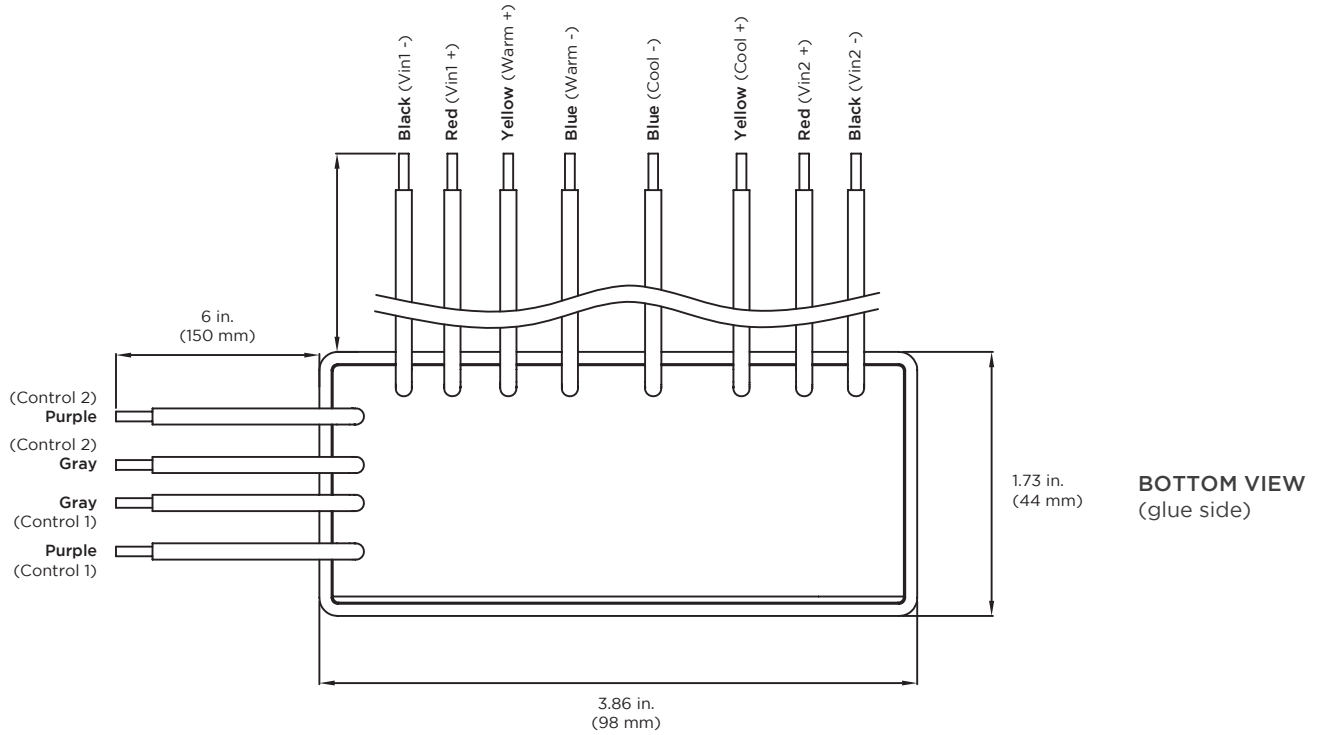 Black (Vin1 -)
Red (Vin1 +)
Yellow (Warm +)
Blue (Warm -)
Blue (Cool -)
Yellow (Cool +)
Red (Vin2 +)
Black (Vin2 -)
6 in.
(150 mm)
(Control 2)
Purple
(Control 2)
Gray
Gray
(Control 1)
Purple
(Control 1)
1.73 in.
(44 mm)
BOTTOM VIEW
(glue side)
3.86 in.
(98 mm)